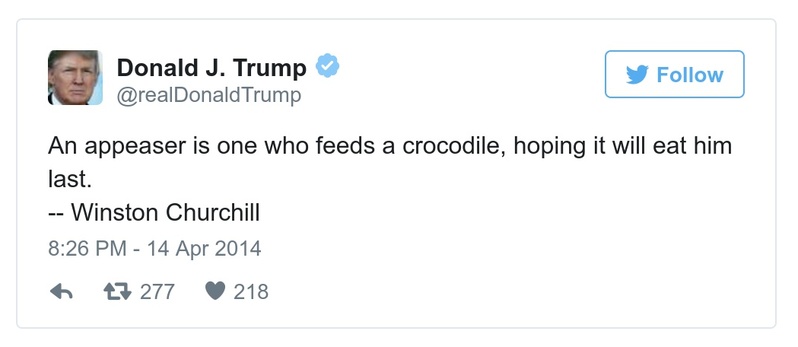 Donald J. Trump
@realDonaldTrump
Follow
An appeaser is one who feeds a crocodile, hoping it will eat him
last.
-- Winston Churchill
8:26 PM - 14 Apr 2014
277 218